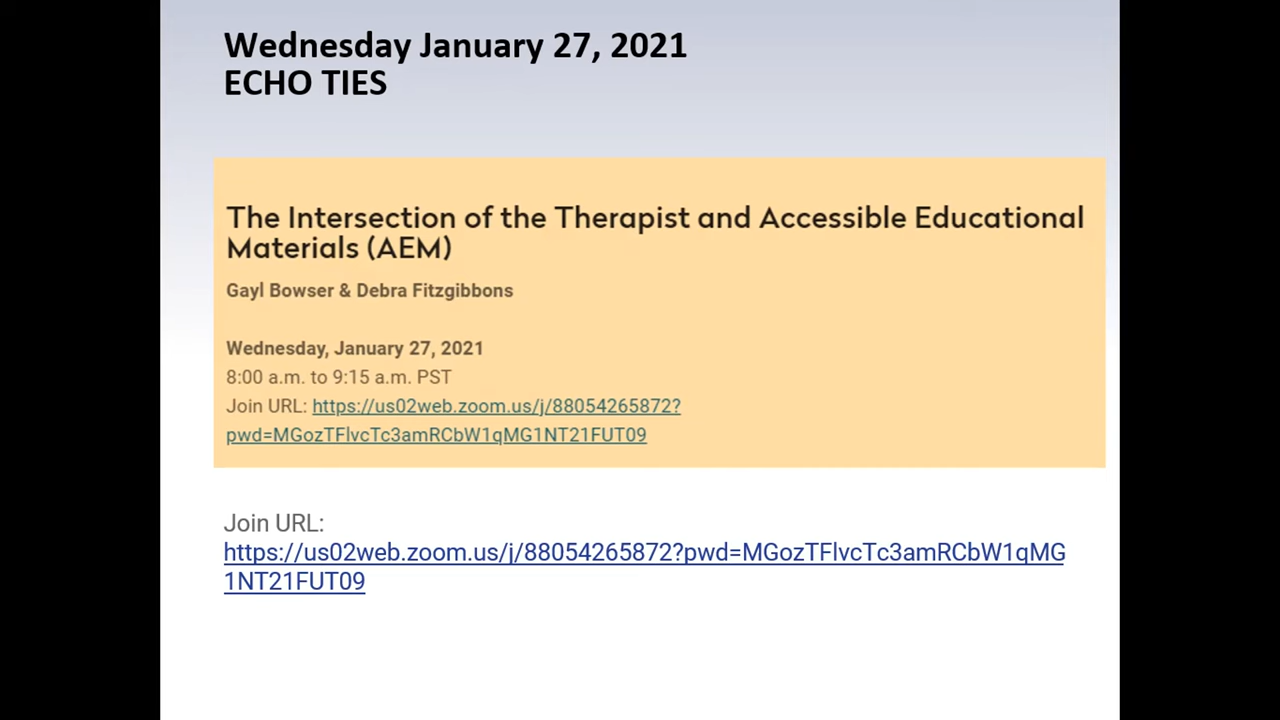 Wednesday January 27, 2021
ECHO TIES
The Intersection of the Therapist and Accessible Educational
Materials (AEM)
Gayl Bowser & Debra Fitzgibbons
Wednesday, January 27, 2021
8:00 a.m. to 9:15 a.m. PST
Join URL: https://us02web.zoom.us/j/88054265872?
pwd=MGozTFlvcTc3amRCbW1qMG1NT21FUT09
Join URL:
https://us02web.zoom.us/j/88054265872?pwd=MGozTFlvcTc3amRCbW1qMG
1NT21FUT09